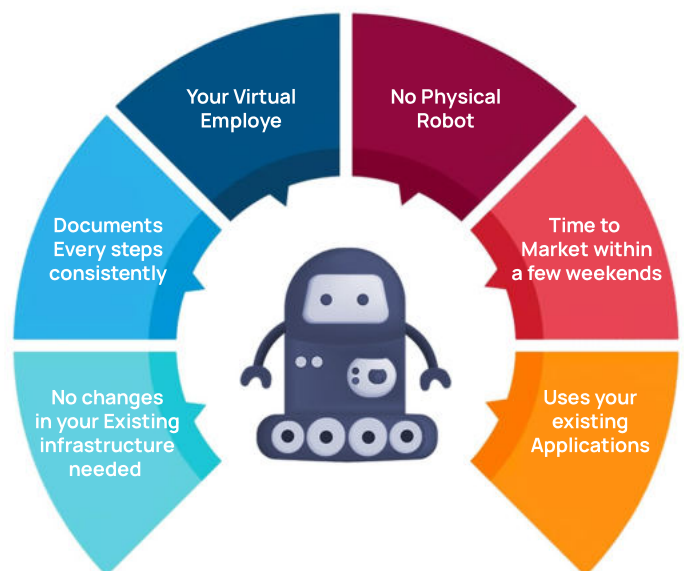 Your Virtual
Employe
No Physical
Robot
Documents
Every steps
consistently
Time to
Market within
a few weekends
No changes
in your Existing
infrastructure
needed
Uses your
existing
Applications